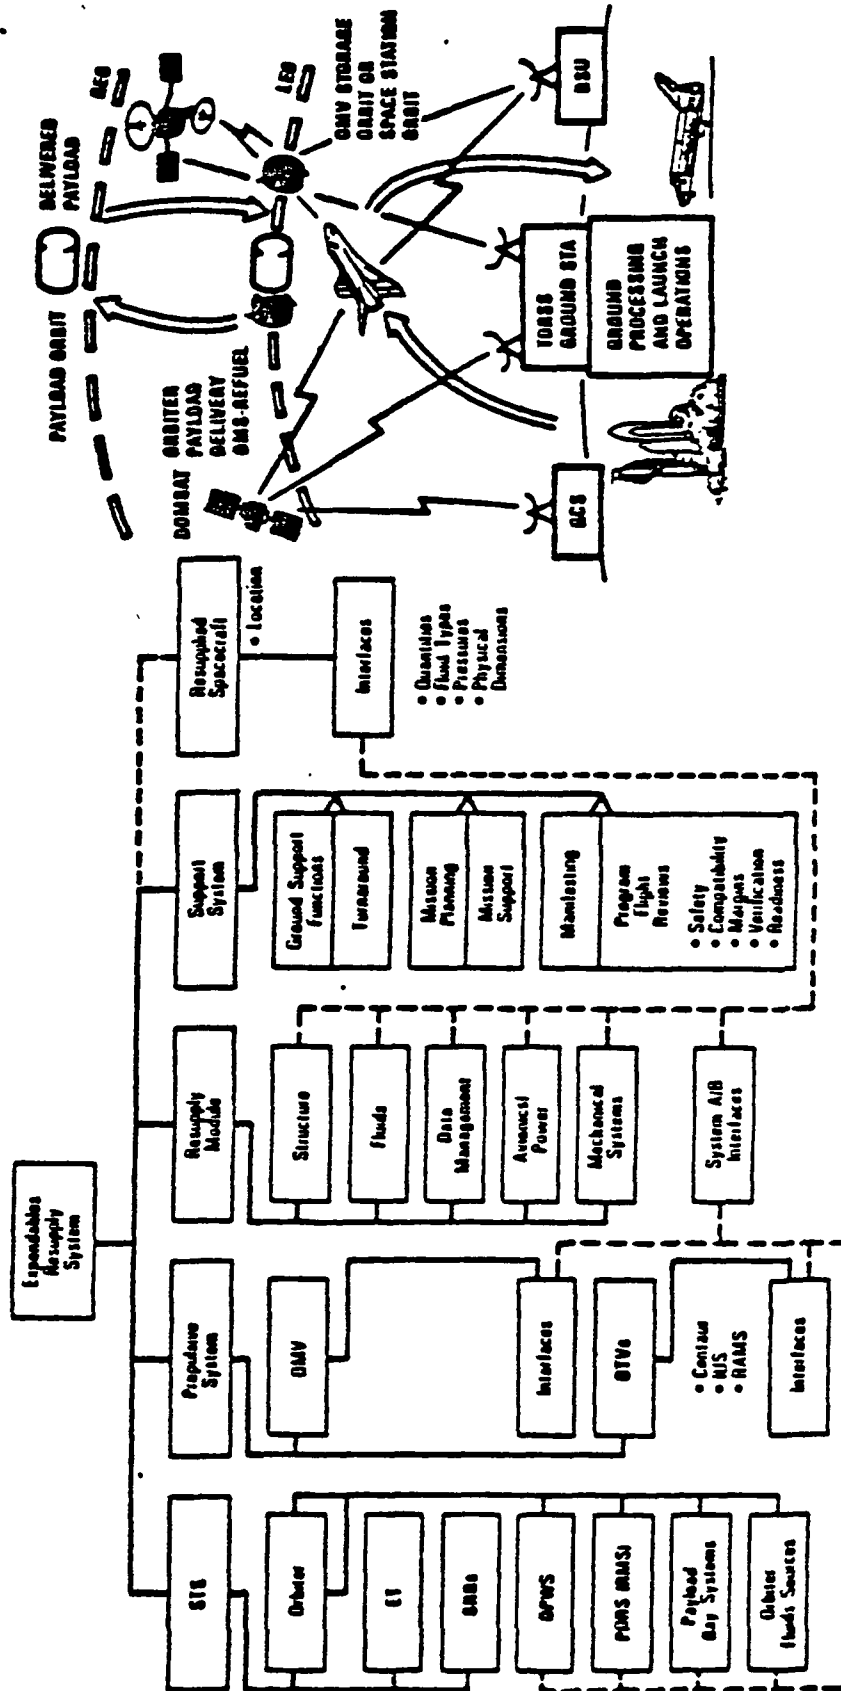 Expendables
Resupply
System
STS
Orbiter
ET
SRBs
OPWS
PDRS (RMS)
Payload
Bay Systems
Orbiter
Fluids Sources
Propulsive
System
OMV
Interfaces
OTVs
• Centaur
• IUS
• RAMS
Interfaces
Resupply
Module
Structure
Fluids
Data
Management
Avionics/
Power
Mechanical
Systems
System A/B
Interfaces
Support
System
Ground Support
Functions
Turnaround
Mission
Planning
Mission
Support
Manifesting
Program
Flight
Reviews
• Safety
• Compatibility
• Margins
• Verification
• Readiness
Resupplied
Spacecraft
• Location
Interfaces
• Quantities
• Fluid Types
• Pressures
• Physical
Dimensions
PAYLOAD ORBIT
DELIVERED
PAYLOAD
GEO
DOMSAT
ORBITER
PAYLOAD
DELIVERY
OMS-REFUEL
LEO
OMV STORAGE
ORBIT OR
SPACE STATION
ORBIT
GCS
TDRSS
GROUND STA
GROUND
PROCESSING
AND LAUNCH
OPERATIONS